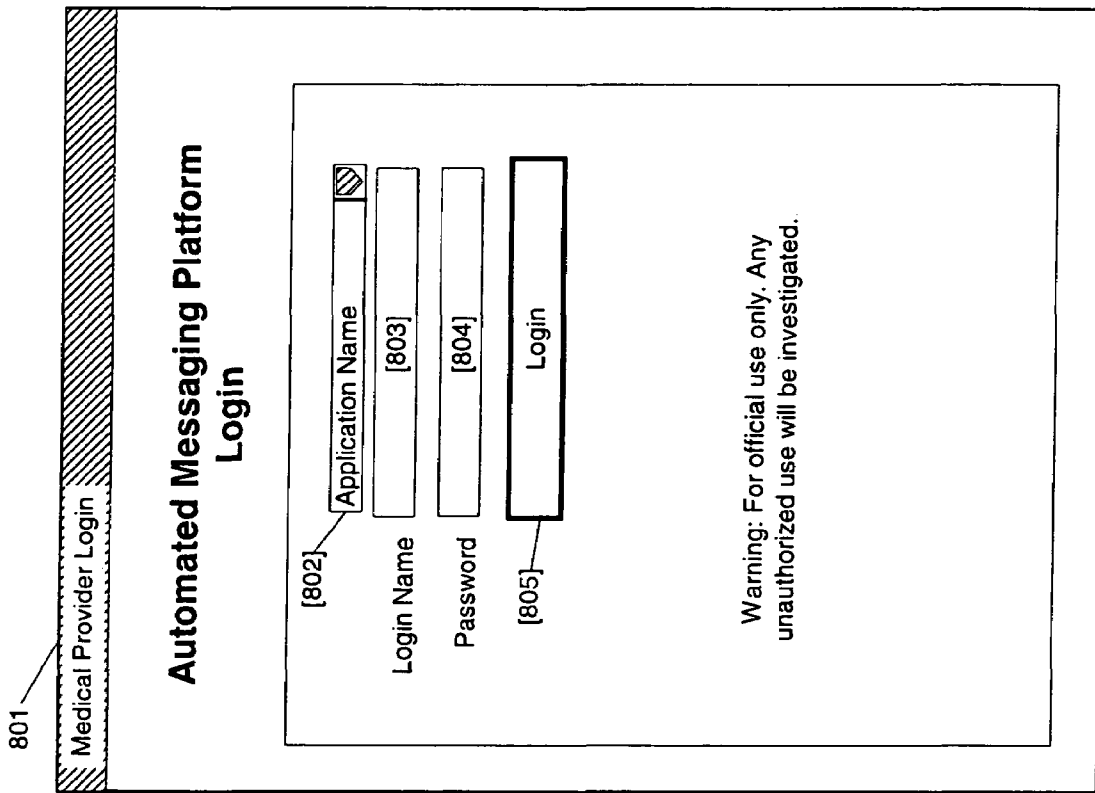 801
Medical Provider Login
Automated Messaging Platform
Login
[802]
Application Name
Login Name
[803]
Password
[804]
[805]
Login
Warning: For official use only. Any
unauthorized use will be investigated.